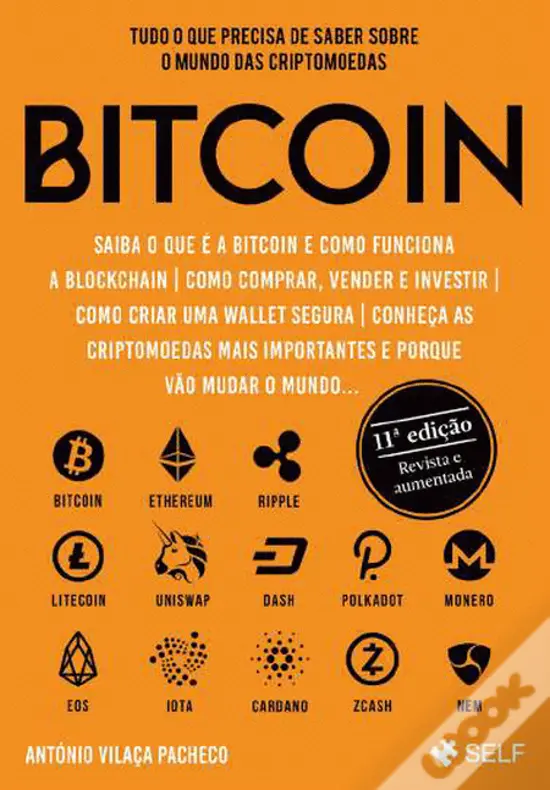 TUDO O QUE PRECISA DE SABER SOBRE
O MUNDO DAS CRIPTOMOEDAS
BITCOIN
SAIBA O QUE É A BITCOIN E COMO FUNCIONA
A BLOCKCHAIN | COMO COMPRAR, VENDER E INVESTIR |
COMO CRIAR UMA WALLET SEGURA | CONHEÇA AS
CRIPTOMOEDAS MAIS IMPORTANTES E PORQUE
VÃO MUDAR O MUNDO...
11ª edição
Revista e
aumentada
BITCOIN ETHEREUM RIPPLE
LITECOIN UNISWAP DASH POLKADOT MONERO
EOS IOTA CARDANO ZCASH NEM
ANTÓNIO VILAÇA PACHECO
SELF
wook